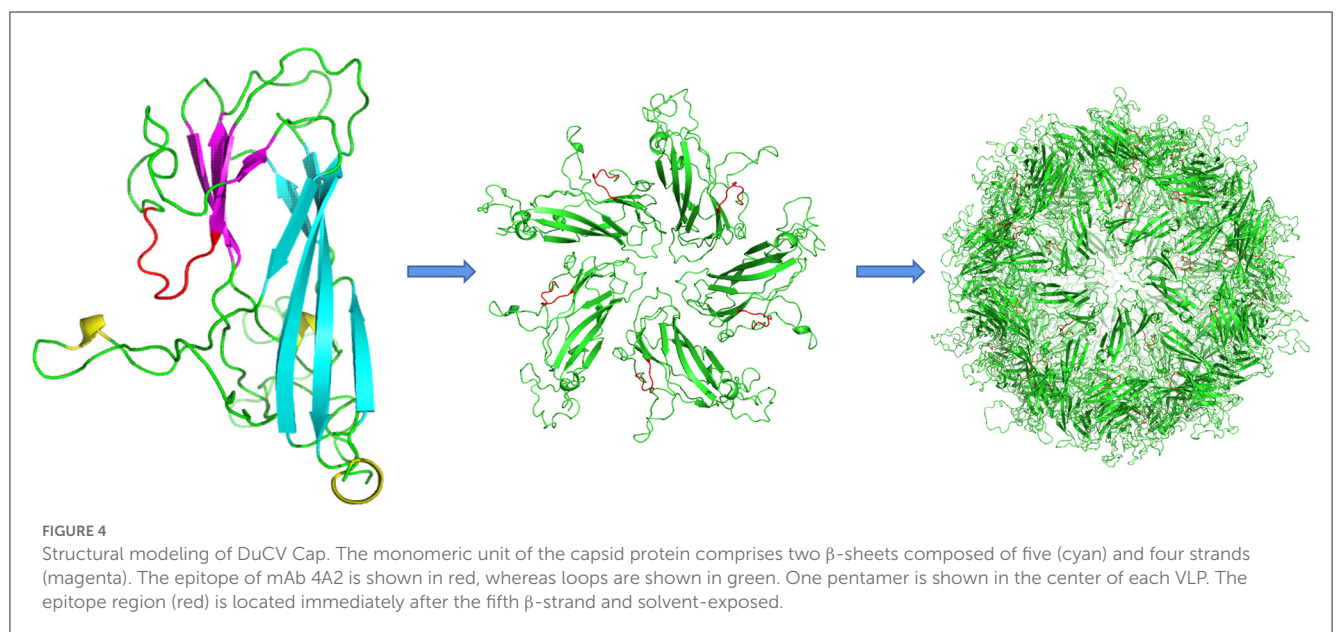 FIGURE 4
Structural modeling of DuCV Cap. The monomeric unit of the capsid protein comprises two β-sheets composed of five (cyan) and four strands
(magenta). The epitope of mAb 4A2 is shown in red, whereas loops are shown in green. One pentamer is shown in the center of each VLP. The
epitope region (red) is located immediately after the fifth β-strand and solvent-exposed.